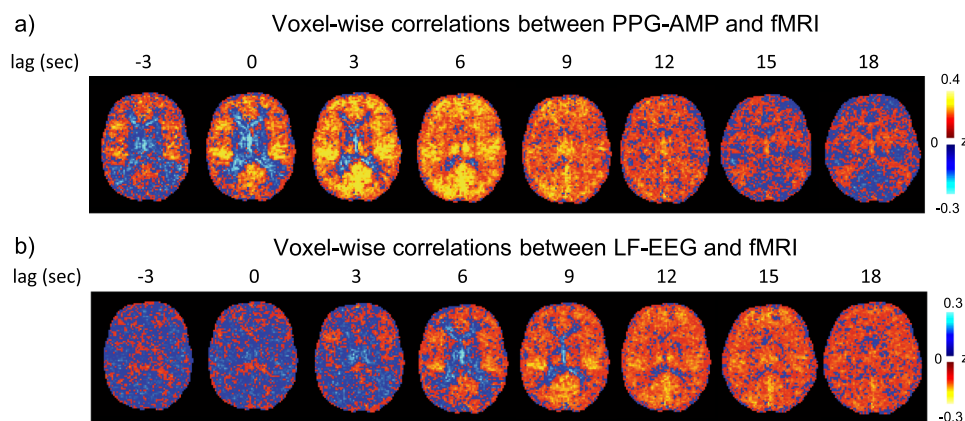 a) Voxel-wise correlations between PPG-AMP and fMRI
lag (sec) -3 0 3 6 9 12 15 18
0.4
0 z
-0.3
b) Voxel-wise correlations between LF-EEG and fMRI
lag (sec) -3 0 3 6 9 12 15 18
0.3
0 z
-0.3